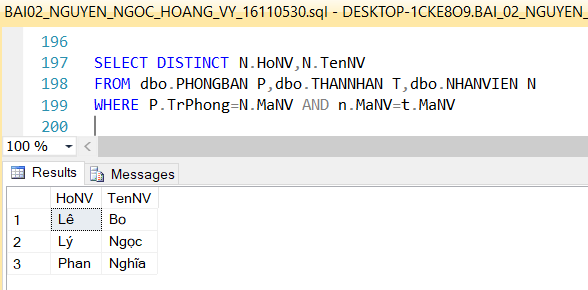 BAI02_NGUYEN_NGOC_HOANG_VY_16110530.sql - DESKTOP-1CKE8O9.BAI_02_NGUYEN_
196
197 SELECT DISTINCT N.HoNV,N.TenNV
198 FROM dbo.PHONGBAN P,dbo.THANNHAN T,dbo.NHANVIEN N
199 WHERE P.TrPhong=N.MaNV AND n.MaNV=t.MaNV
200
100 %
Results Messages
HoNV TenNV
1 Lê Bo
2 Lý Ngọc
3 Phan Nghĩa